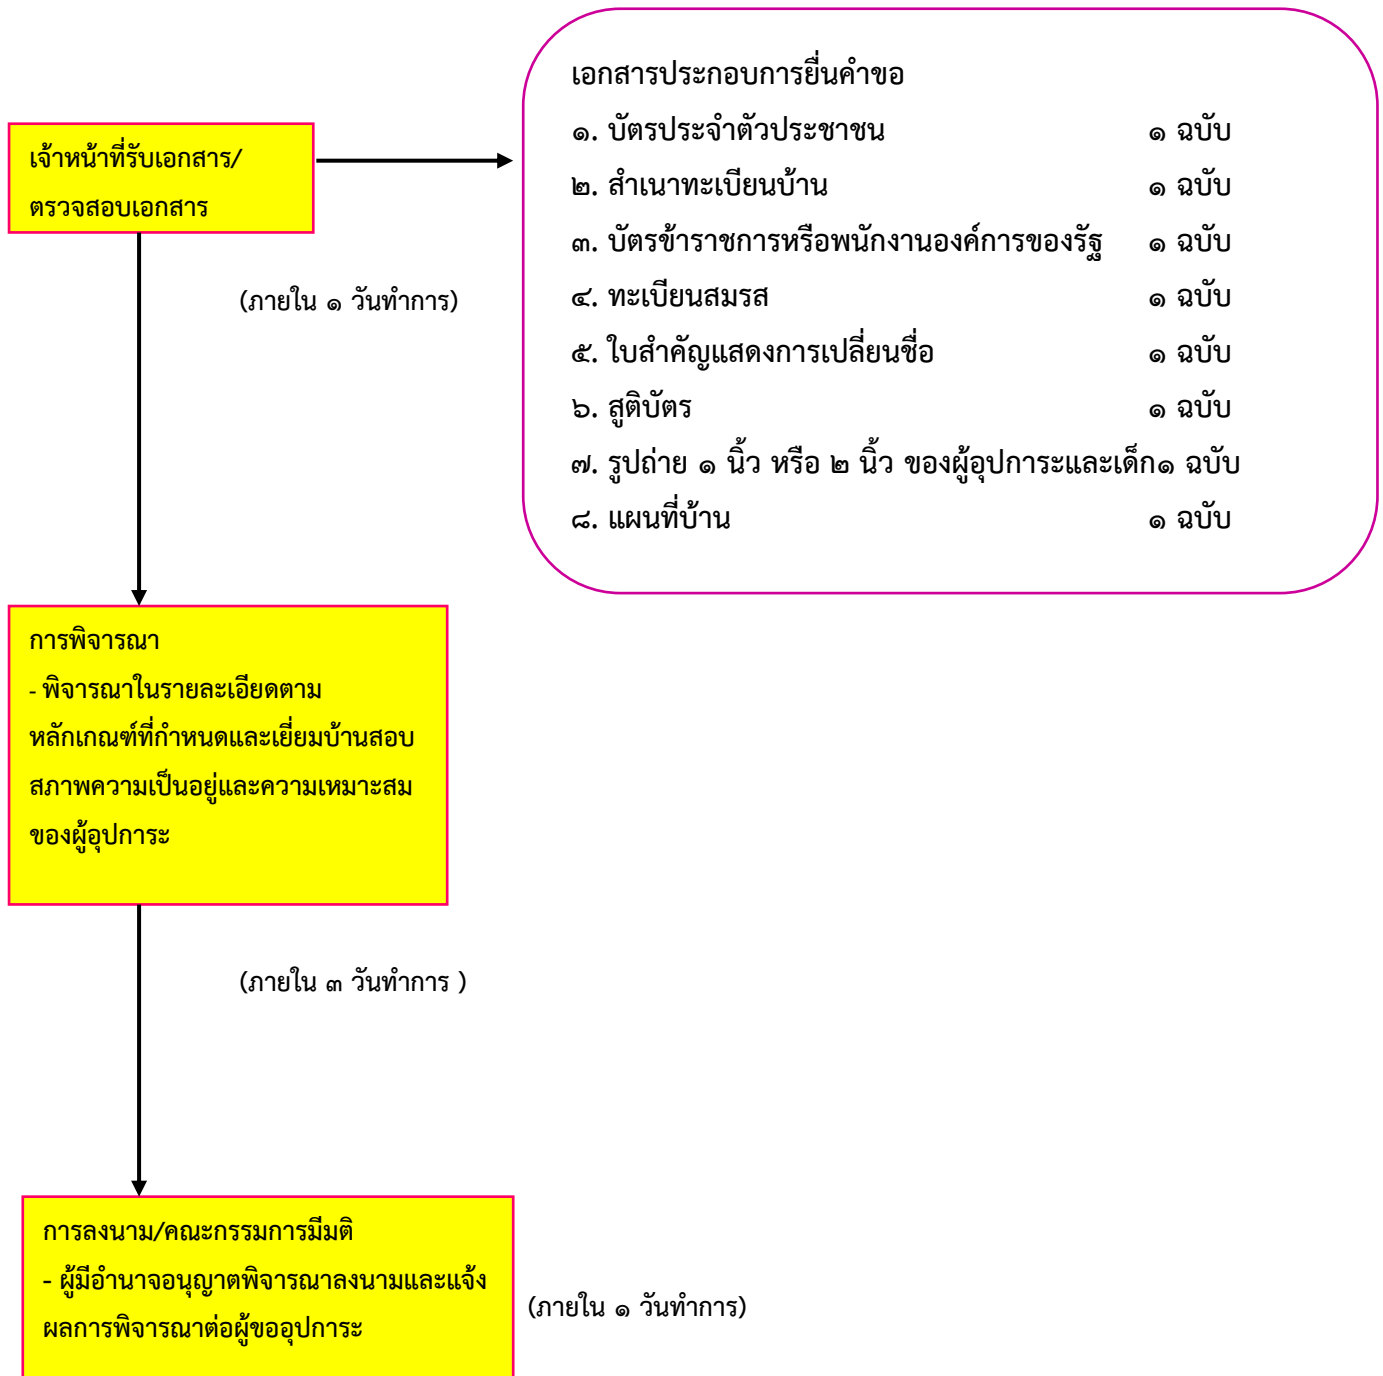 เอกสารประกอบการยื่นคำขอ
๑. บัตรประจำตัวประชาชน ๑ ฉบับ
๒. สำเนาทะเบียนบ้าน ๑ ฉบับ
๓. บัตรข้าราชการหรือพนักงานองค์การของรัฐ ๑ ฉบับ
๔. ทะเบียนสมรส ๑ ฉบับ
๕. ใบสำคัญแสดงการเปลี่ยนชื่อ ๑ ฉบับ
๖. สูติบัตร ๑ ฉบับ
๗. รูปถ่าย ๑ นิ้ว หรือ ๒ นิ้ว ของผู้อุปการะและเด็ก๑ ฉบับ
๘. แผนที่บ้าน ๑ ฉบับ
เจ้าหน้าที่รับเอกสาร/
ตรวจสอบเอกสาร
(ภายใน ๑ วันทำการ)
การพิจารณา
- พิจารณาในรายละเอียดตาม
หลักเกณฑ์ที่กำหนดและเยี่ยมบ้านสอบ
สภาพความเป็นอยู่และความเหมาะสม
ของผู้อุปการะ
(ภายใน ๓ วันทำการ )
การลงนาม/คณะกรรมการมีมติ
- ผู้มีอำนาจอนุญาตพิจารณาลงนามและแจ้ง
ผลการพิจารณาต่อผู้ขออุปการะ
(ภายใน ๑ วันทำการ)